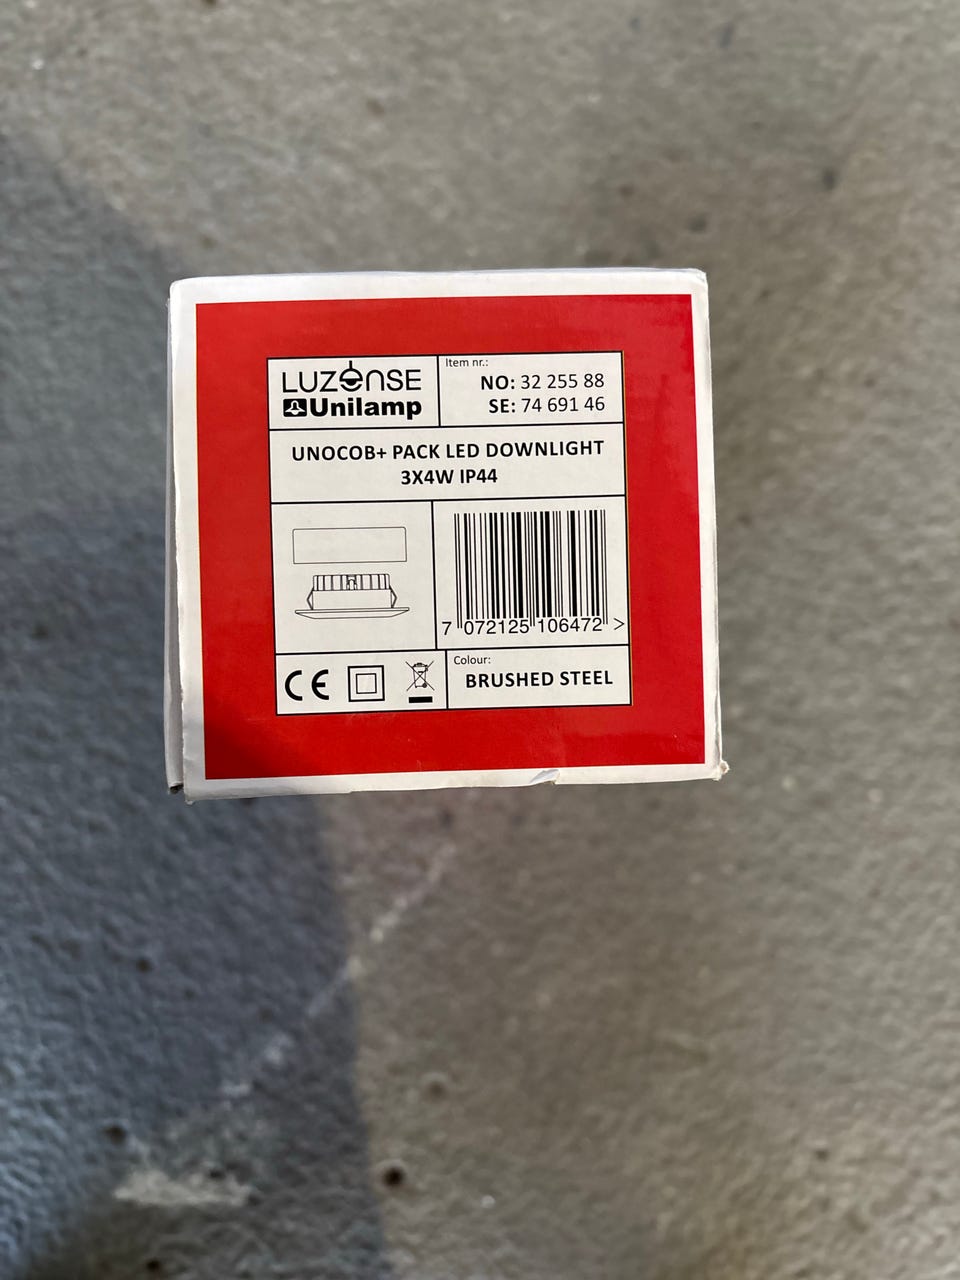 LUZENSE
Unilamp
Item nr.:
NO: 32 255 88
SE: 74 691 46
UNOCOB+ PACK LED DOWNLIGHT
3X4W IP44
7 072125 106472 >
CE
Colour:
BRUSHED STEEL